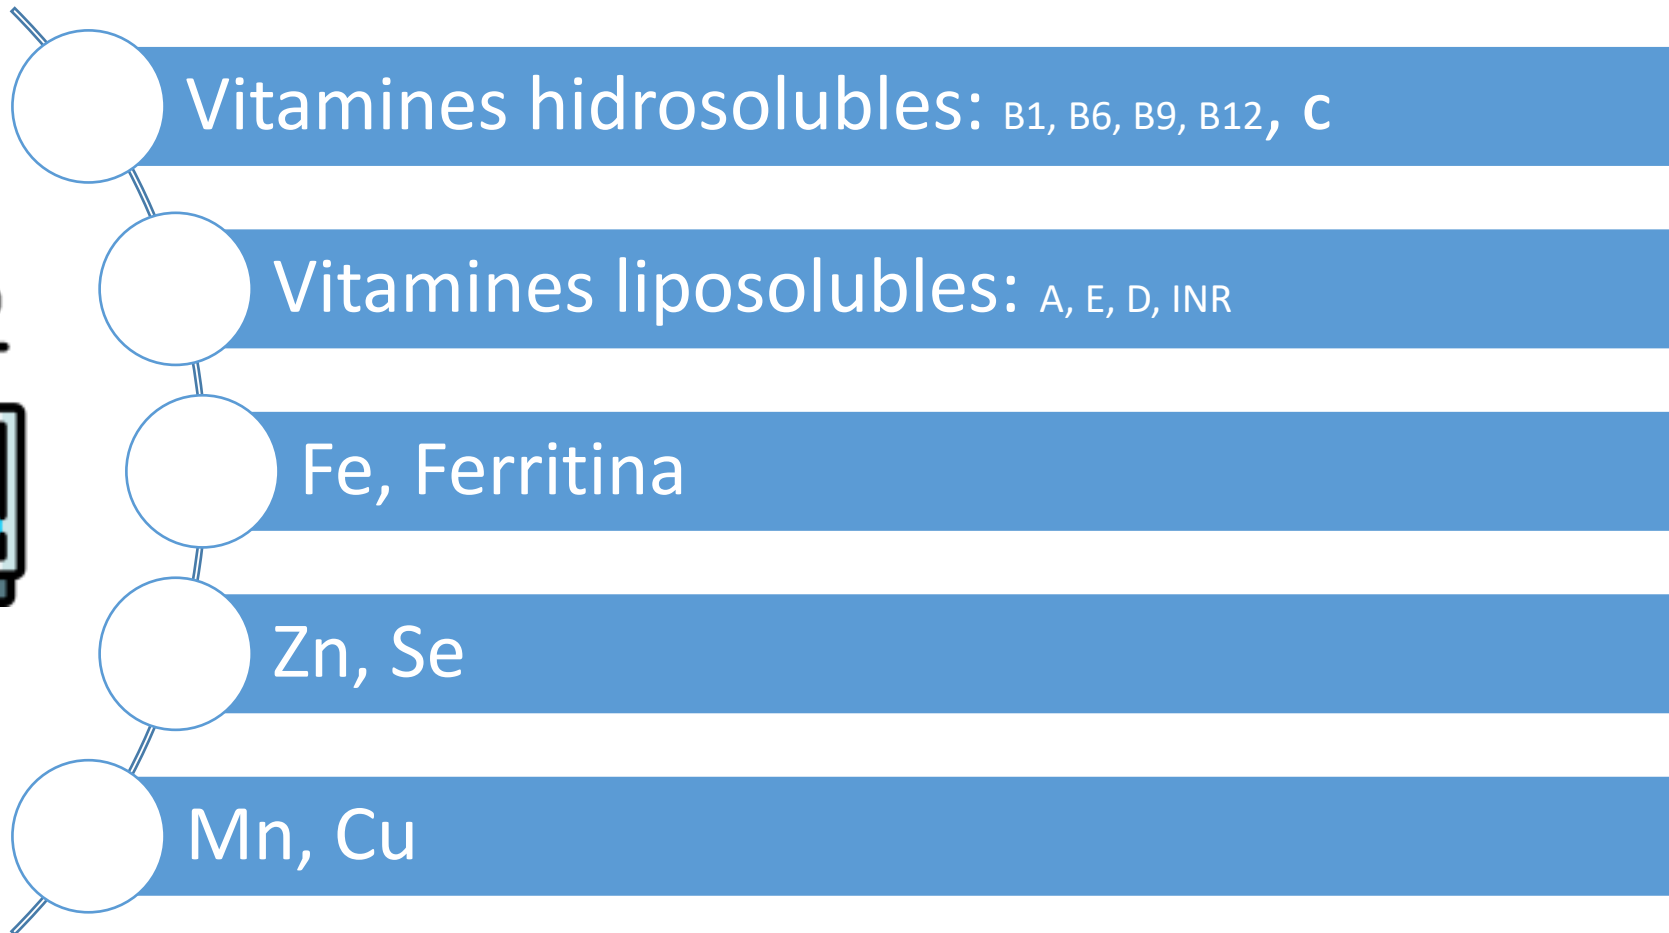 Vitamines hidrosolubles: B1, B6, B9, B12, c
Vitamines liposolubles: A, E, D, INR
Fe, Ferritina
Zn, Se
Mn, Cu